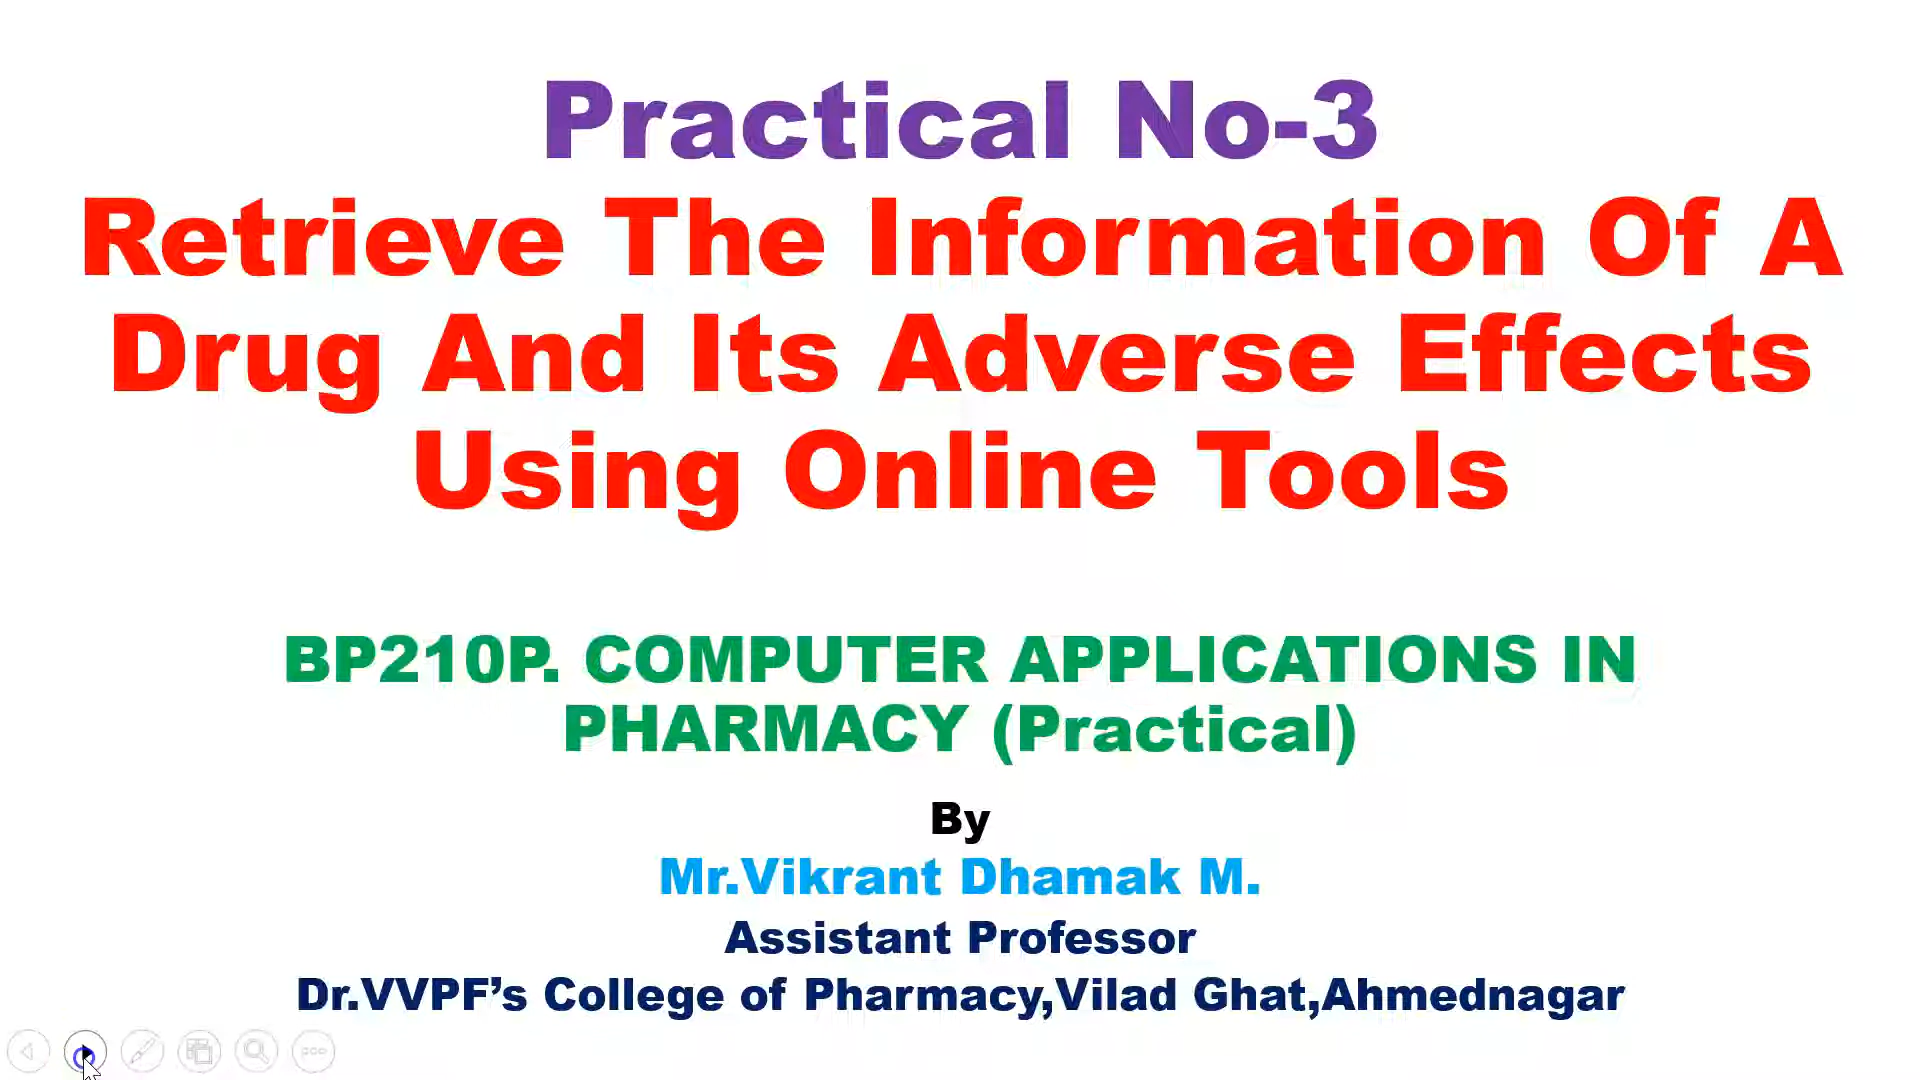 Practical No-3
Retrieve The Information Of A
Drug And Its Adverse Effects
Using Online Tools
BP210P. COMPUTER APPLICATIONS IN
PHARMACY (Practical)
By
Mr.Vikrant Dhamak M.
Assistant Professor
Dr.VVPF’s College of Pharmacy,Vilad Ghat,Ahmednagar